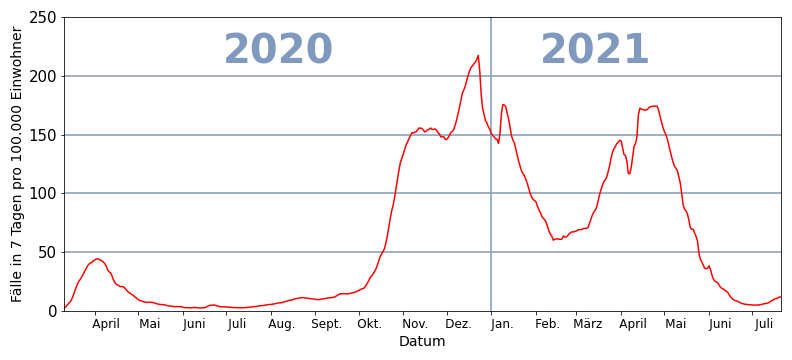 2020 2021
Fälle in 7 Tagen pro 100.000 Einwohner
250
200
150
100
50
0
April Mai Juni Juli Aug. Sept. Okt. Nov. Dez. Jan. Feb. März April Mai Juni Juli
Datum